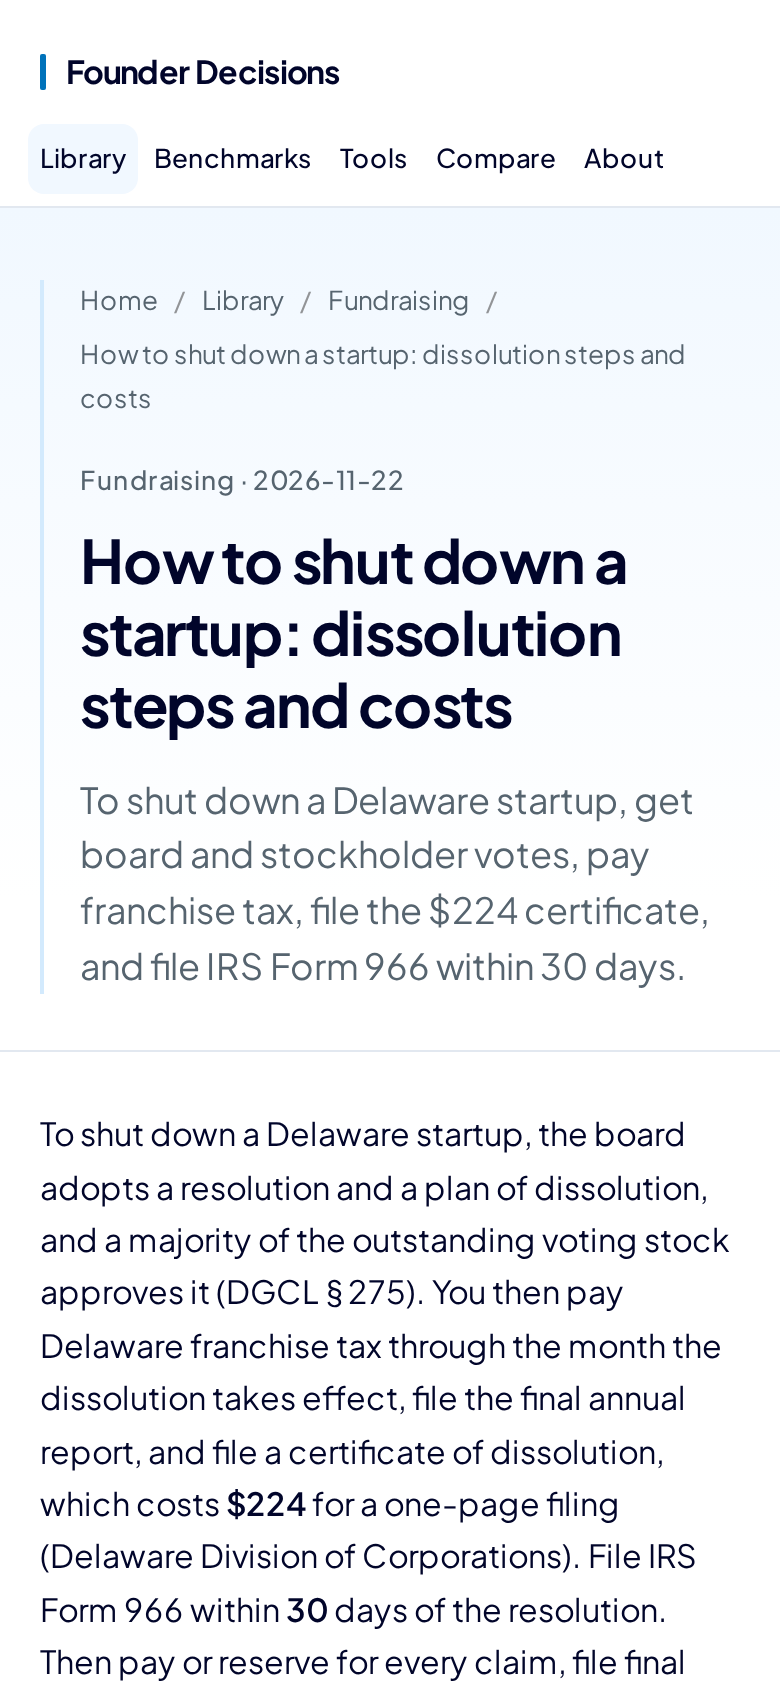 Founder Decisions
Library Benchmarks Tools Compare About
Home / Library / Fundraising /
How to shut down a startup: dissolution steps and
costs
Fundraising · 2026-11-22
How to shut down a
startup: dissolution
steps and costs
To shut down a Delaware startup, get
board and stockholder votes, pay
franchise tax, file the $224 certificate,
and file IRS Form 966 within 30 days.
To shut down a Delaware startup, the board
adopts a resolution and a plan of dissolution,
and a majority of the outstanding voting stock
approves it (DGCL § 275). You then pay
Delaware franchise tax through the month the
dissolution takes effect, file the final annual
report, and file a certificate of dissolution,
which costs $224 for a one-page filing
(Delaware Division of Corporations). File IRS
Form 966 within 30 days of the resolution.
Then pay or reserve for every claim, file final